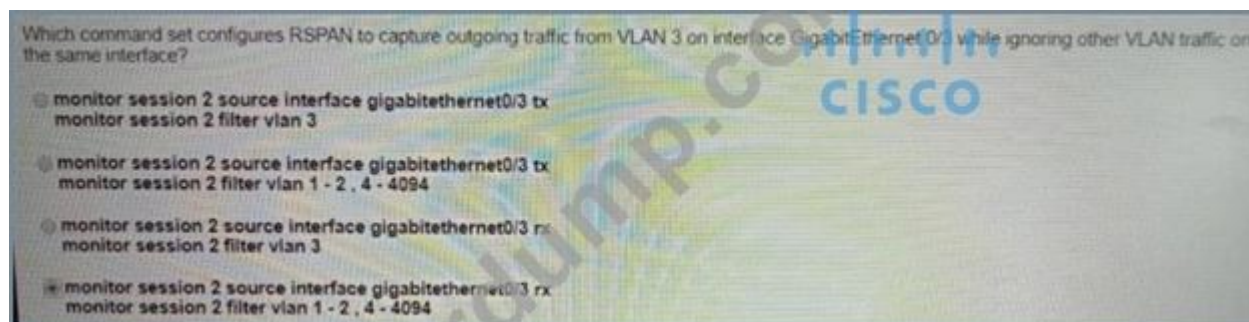 Which command set configures RSPAN to capture outgoing traffic from VLAN 3 on interface GigabitEthernet 0/3 while ignoring other VLAN traffic on
the same interface?
CISCO
monitor session 2 source interface gigabitethernet0/3 tx
monitor session 2 filter vlan 3
monitor session 2 source interface gigabitethernet0/3 tx
monitor session 2 filter vlan 1 - 2 , 4 - 4094
monitor session 2 source interface gigabitethernet0/3 rx
monitor session 2 filter vlan 3
monitor session 2 source interface gigabitethernet0/3 rx
monitor session 2 filter vlan 1 - 2 , 4 - 4094